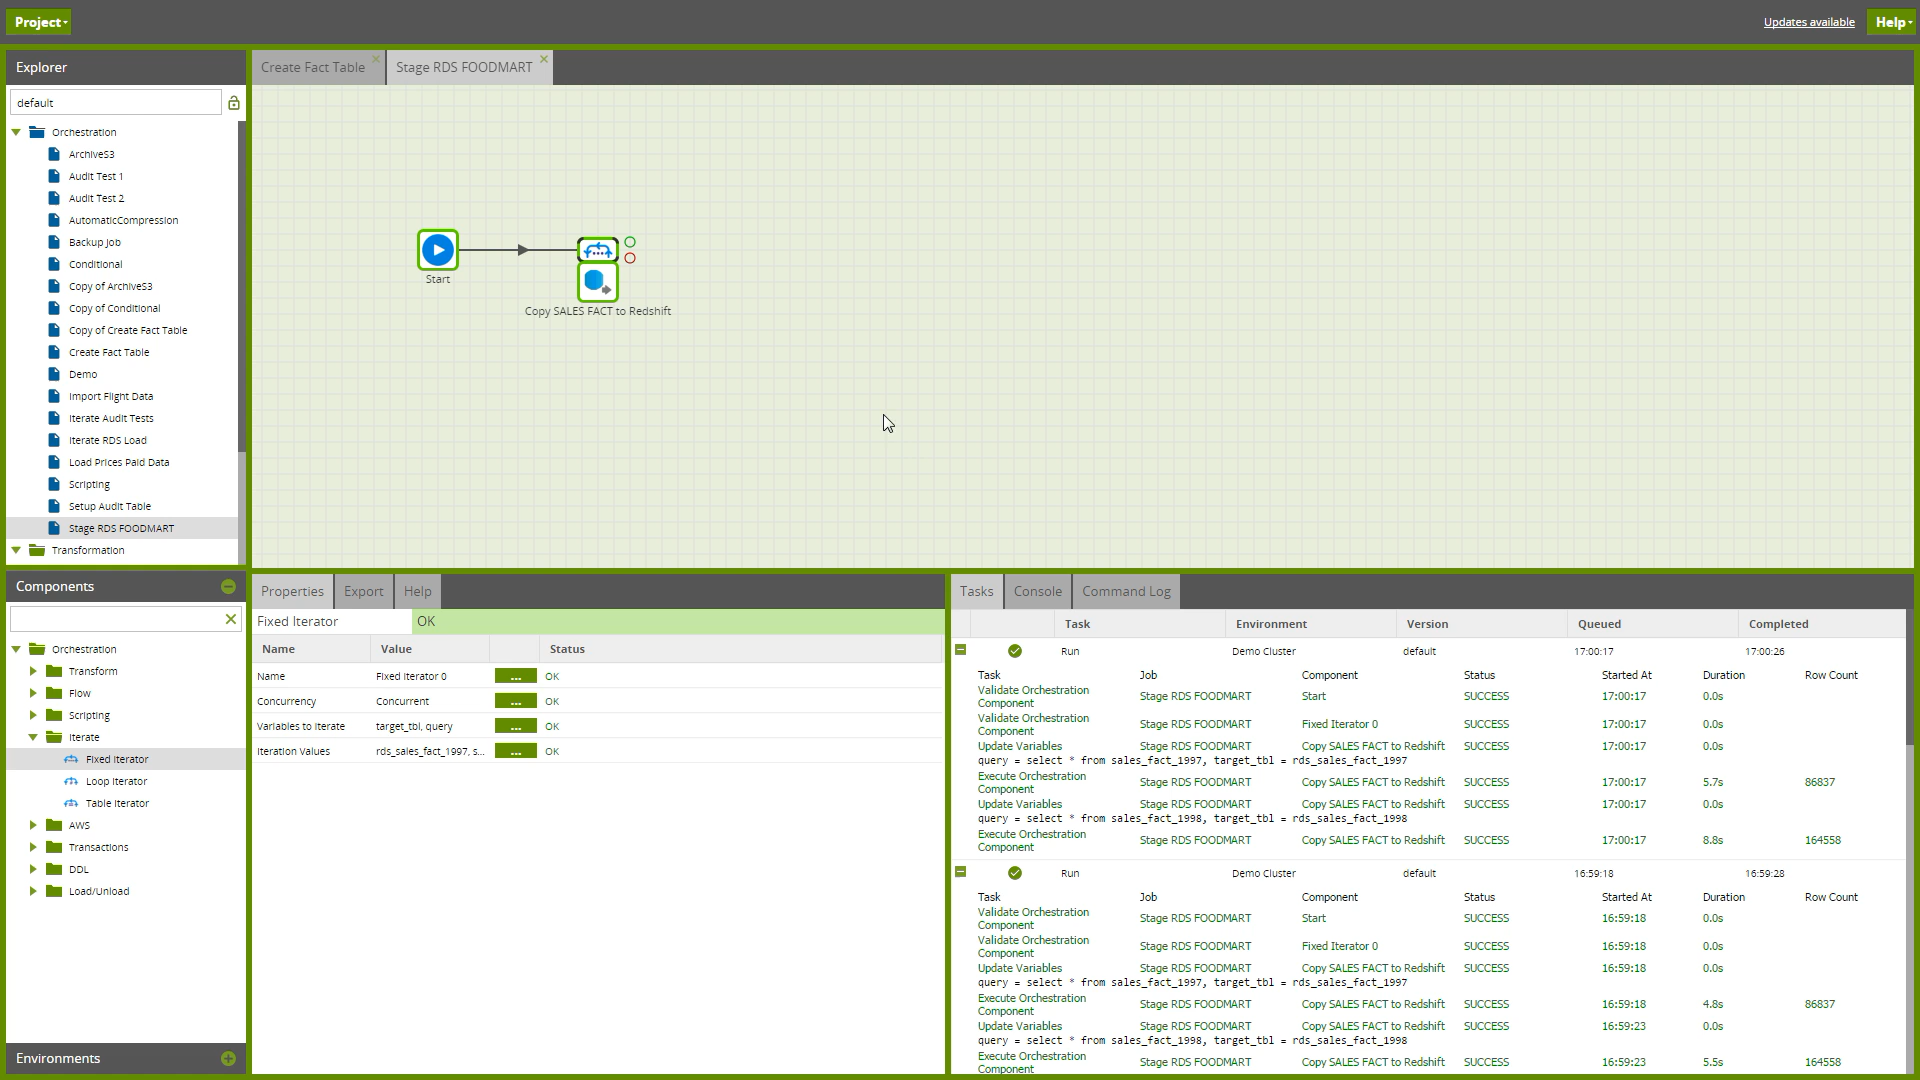 Project
Updates available
Help
Explorer
default
Orchestration
ArchiveS3
Audit Test 1
Audit Test 2
AutomaticCompression
Backup Job
Conditional
Copy of ArchiveS3
Copy of Conditional
Copy of Create Fact Table
Create Fact Table
Demo
Import Flight Data
Iterate Audit Tests
Iterate RDS Load
Load Prices Paid Data
Scripting
Setup Audit Table
Stage RDS FOODMART
Transformation
Create Fact Table
Stage RDS FOODMART
Start
Copy SALES FACT to Redshift
Components
Orchestration
Transform
Flow
Scripting
Iterate
Fixed Iterator
Loop Iterator
Table Iterator
AWS
Transactions
DDL
Load/Unload
Environments
Properties Export Help
Fixed Iterator OK
Name Value Status
Name Fixed Iterator 0 ... OK
Concurrency Concurrent ... OK
Variables to Iterate target_tbl, query ... OK
Iteration Values rds_sales_fact_1997, s... ... OK
Tasks Console Command Log
Task Environment Version Queued Completed
Run Demo Cluster default 17:00:17 17:00:26
Task Job Component Status Started At Duration Row Count
Validate Orchestration
Component Stage RDS FOODMART Start SUCCESS 17:00:17 0.0s
Validate Orchestration
Component Stage RDS FOODMART Fixed Iterator 0 SUCCESS 17:00:17 0.0s
Update Variables Stage RDS FOODMART Copy SALES FACT to Redshift SUCCESS 17:00:17 0.0s
query = select * from sales_fact_1997, target_tbl = rds_sales_fact_1997
Execute Orchestration
Component Stage RDS FOODMART Copy SALES FACT to Redshift SUCCESS 17:00:17 5.7s 86837
Update Variables Stage RDS FOODMART Copy SALES FACT to Redshift SUCCESS 17:00:17 0.0s
query = select * from sales_fact_1998, target_tbl = rds_sales_fact_1998
Execute Orchestration
Component Stage RDS FOODMART Copy SALES FACT to Redshift SUCCESS 17:00:17 8.8s 164558
Run Demo Cluster default 16:59:18 16:59:28
Task Job Component Status Started At Duration Row Count
Validate Orchestration
Component Stage RDS FOODMART Start SUCCESS 16:59:18 0.0s
Validate Orchestration
Component Stage RDS FOODMART Fixed Iterator 0 SUCCESS 16:59:18 0.0s
Update Variables Stage RDS FOODMART Copy SALES FACT to Redshift SUCCESS 16:59:18 0.0s
query = select * from sales_fact_1997, target_tbl = rds_sales_fact_1997
Execute Orchestration
Component Stage RDS FOODMART Copy SALES FACT to Redshift SUCCESS 16:59:18 4.8s 86837
Update Variables Stage RDS FOODMART Copy SALES FACT to Redshift SUCCESS 16:59:23 0.0s
query = select * from sales_fact_1998, target_tbl = rds_sales_fact_1998
Execute Orchestration
Component Stage RDS FOODMART Copy SALES FACT to Redshift SUCCESS 16:59:23 5.5s 164558